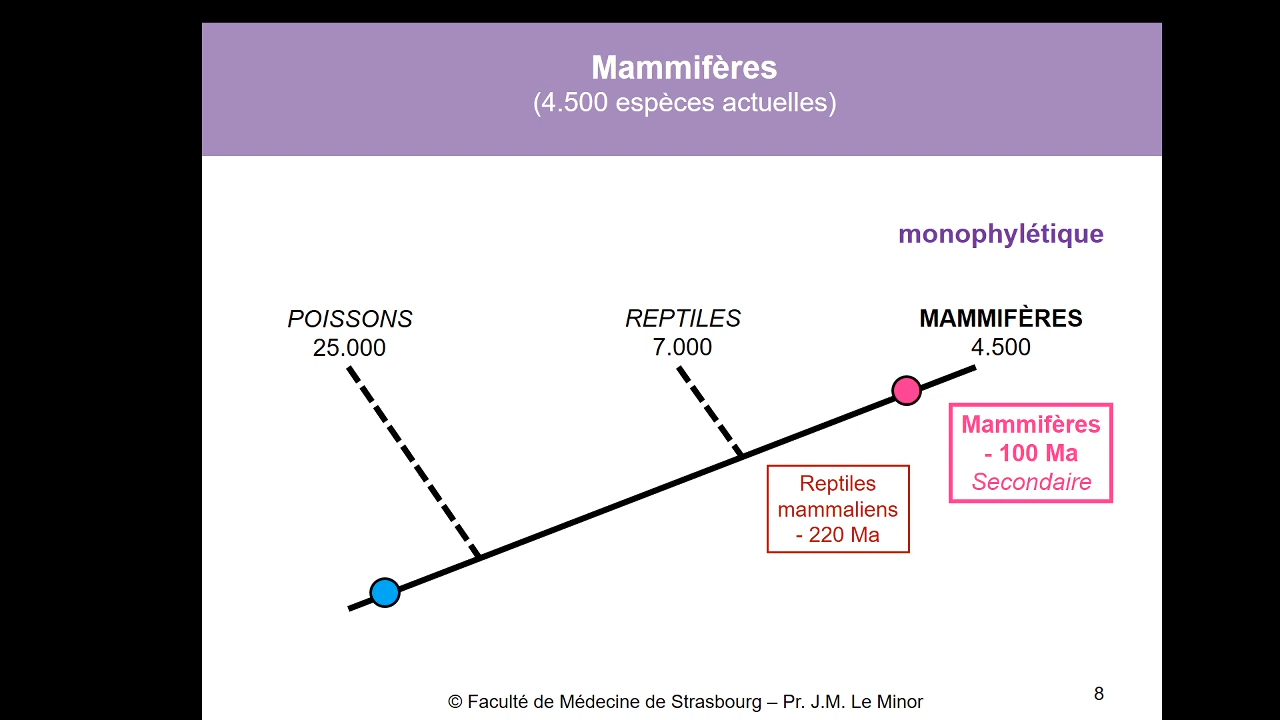 Mammifères
(4.500 espèces actuelles)
monophylétique
POISSONS
25.000
REPTILES
7.000
MAMMIFÈRES
4.500
Mammifères
- 100 Ma
Secondaire
Reptiles
mammaliens
- 220 Ma
© Faculté de Médecine de Strasbourg – Pr. J.M. Le Minor
8